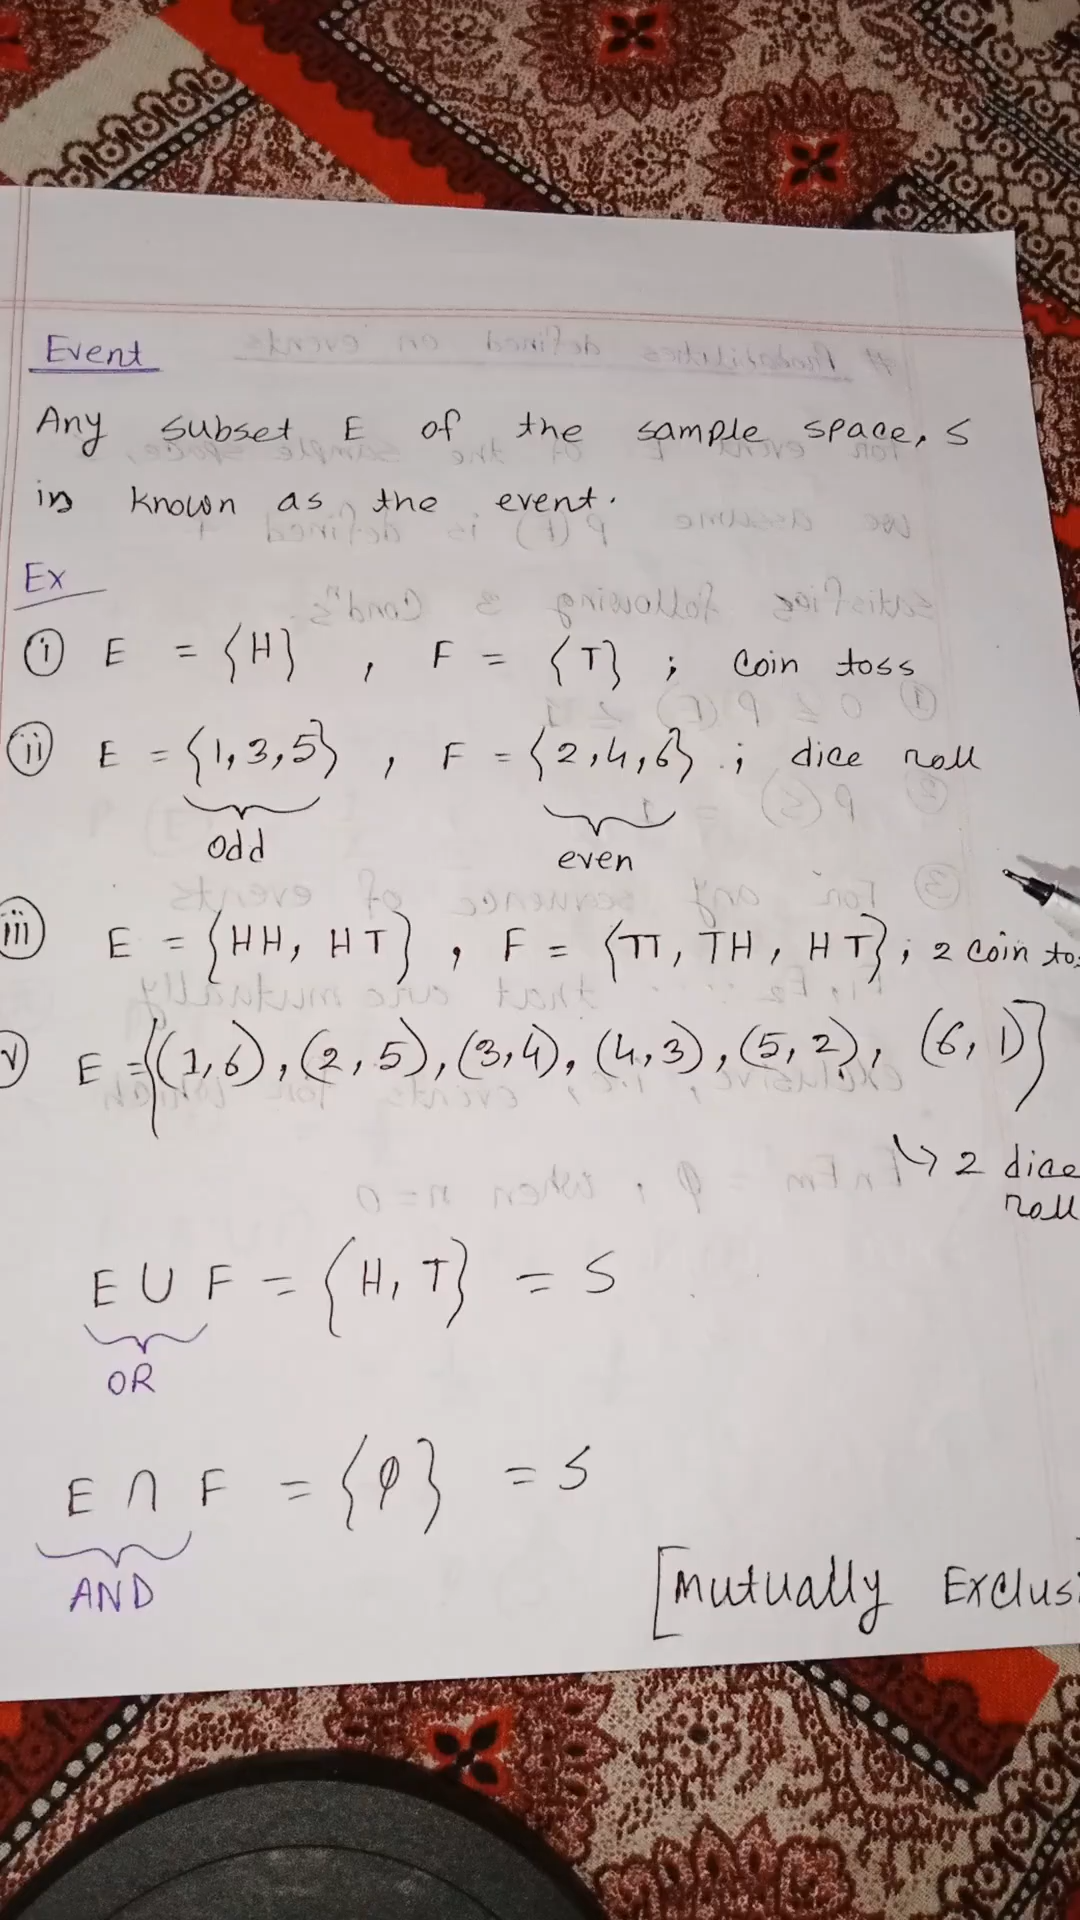 Event
Any subset E of the sample space, S
is known as the event.
Ex
(i) E = {H} , F = {T} ; coin toss
(ii) E = {1,3,5} , F = {2,4,6} ; dice roll
odd even
(iii) E = {HH, HT} , F = {TT, TH, HT} ; 2 coin to
E = {(1,6), (2,5), (3,4), (4,3), (5,2), (6,1)}
↳ 2 dice
roll
E ∪ F = {H, T} = S
OR
E ∩ F = {φ} = S
AND
[Mutually Exclusi